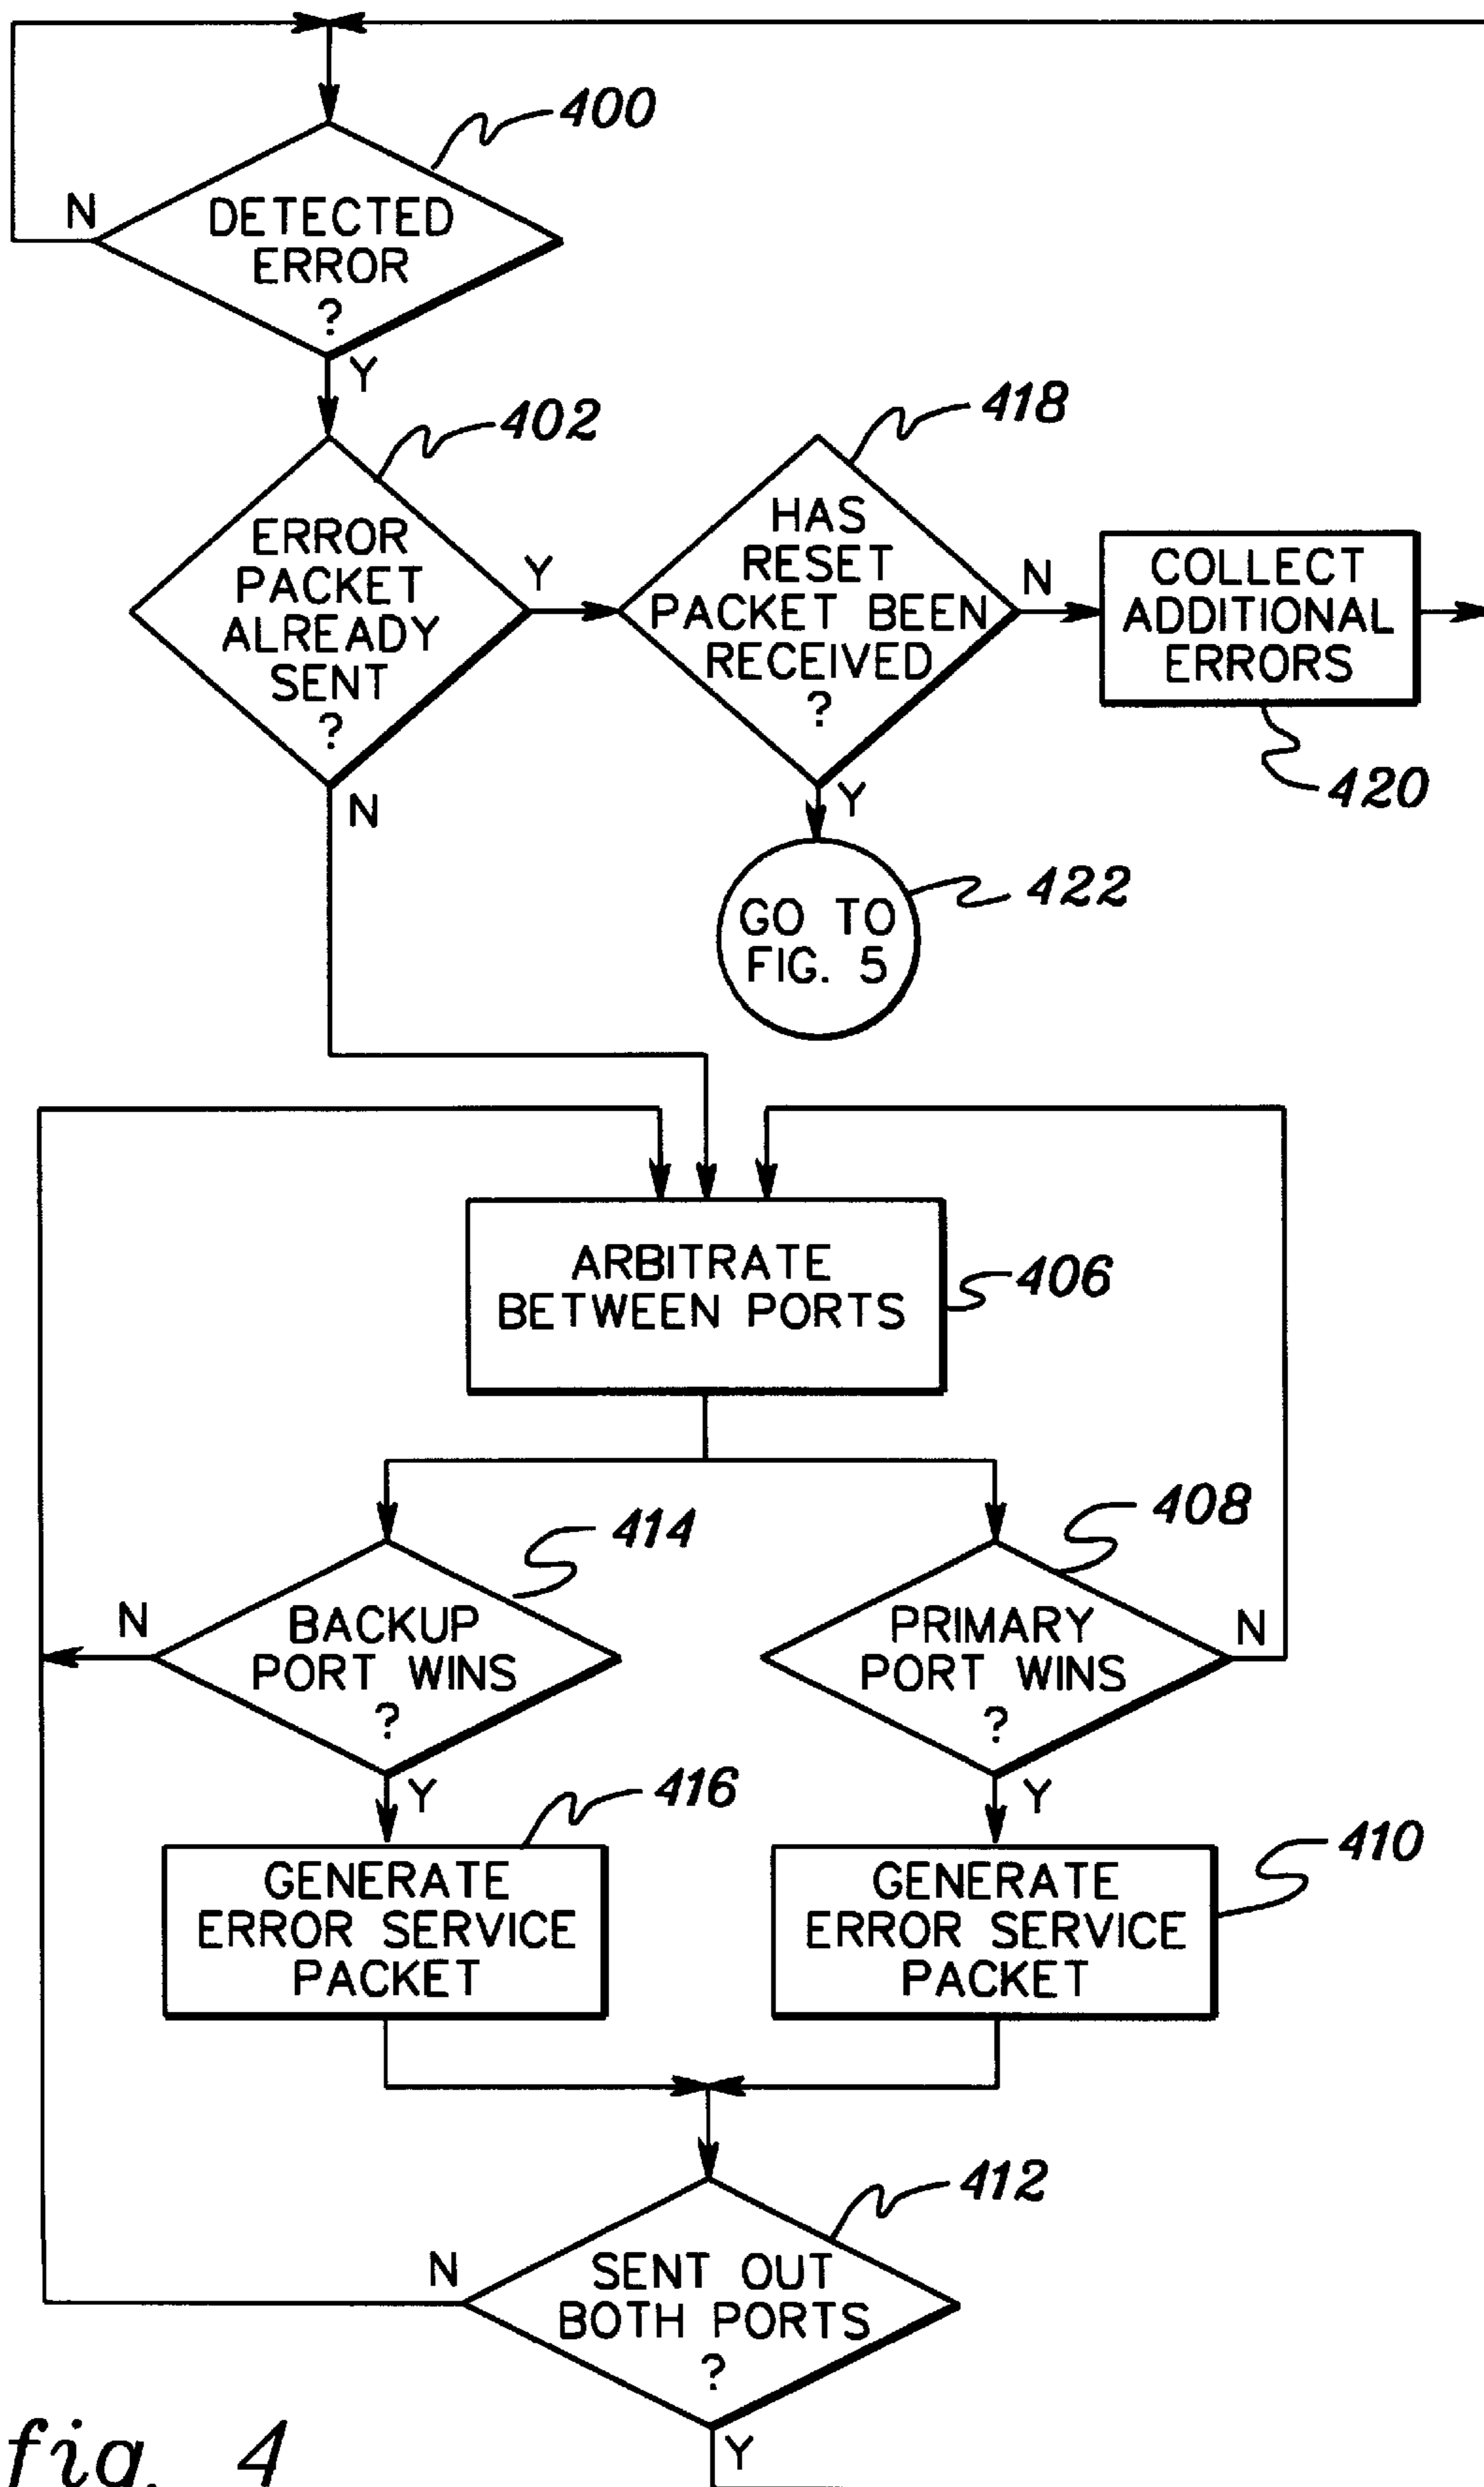 400
N
DETECTED
ERROR
?
Y
402
ERROR
PACKET
ALREADY
SENT
?
Y
N
418
HAS
RESET
PACKET BEEN
RECEIVED
?
N
Y
COLLECT
ADDITIONAL
ERRORS
420
GO TO
FIG. 5
422
ARBITRATE
BETWEEN PORTS
406
414
N
BACKUP
PORT WINS
?
Y
408
PRIMARY
PORT WINS
?
N
Y
416
GENERATE
ERROR SERVICE
PACKET
410
GENERATE
ERROR SERVICE
PACKET
412
N
SENT OUT
BOTH PORTS
?
Y
fig. 4